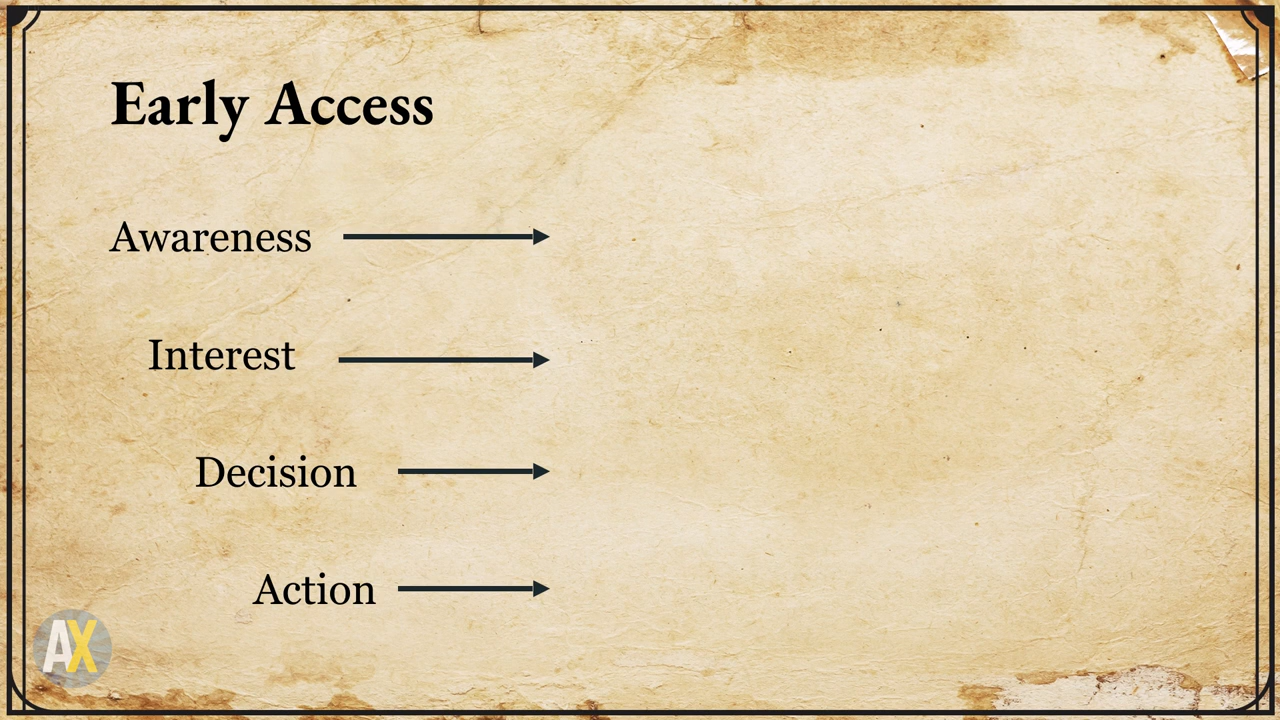 Early Access
Awareness
Interest
Decision
Action
AX